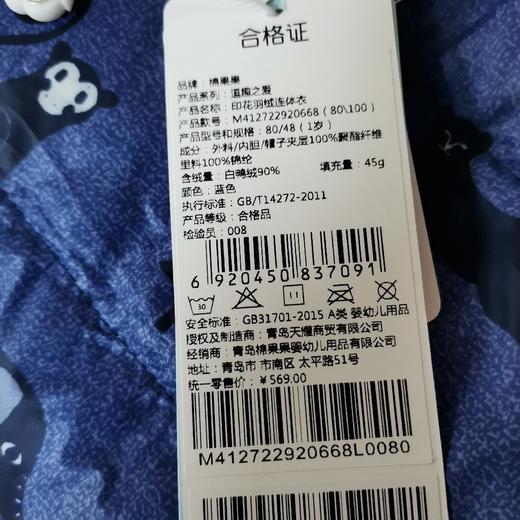 合格证
品牌：棉果果
产品系列：逗趣之夏
产品名称：印花羽绒连体衣
产品款号：M412722920668（80\100）
产品型号和规格：80/48（1岁）
成分：外料/内胆/帽子夹层100%聚酯纤维
里料100%锦纶
含绒量：白鸭绒90% 填充量：45g
颜色：蓝色
执行标准：GB/T14272-2011
产品等级：合格品
检验员：008
6 920450 837091
30
安全标准：GB31701-2015 A类 婴幼儿用品
授权及制造商：青岛天耀商贸有限公司
经销商：青岛棉果果婴幼儿用品有限公司
地址：青岛市 市南区 太平路51号
统一零售价：￥569.00
M412722920668L0080